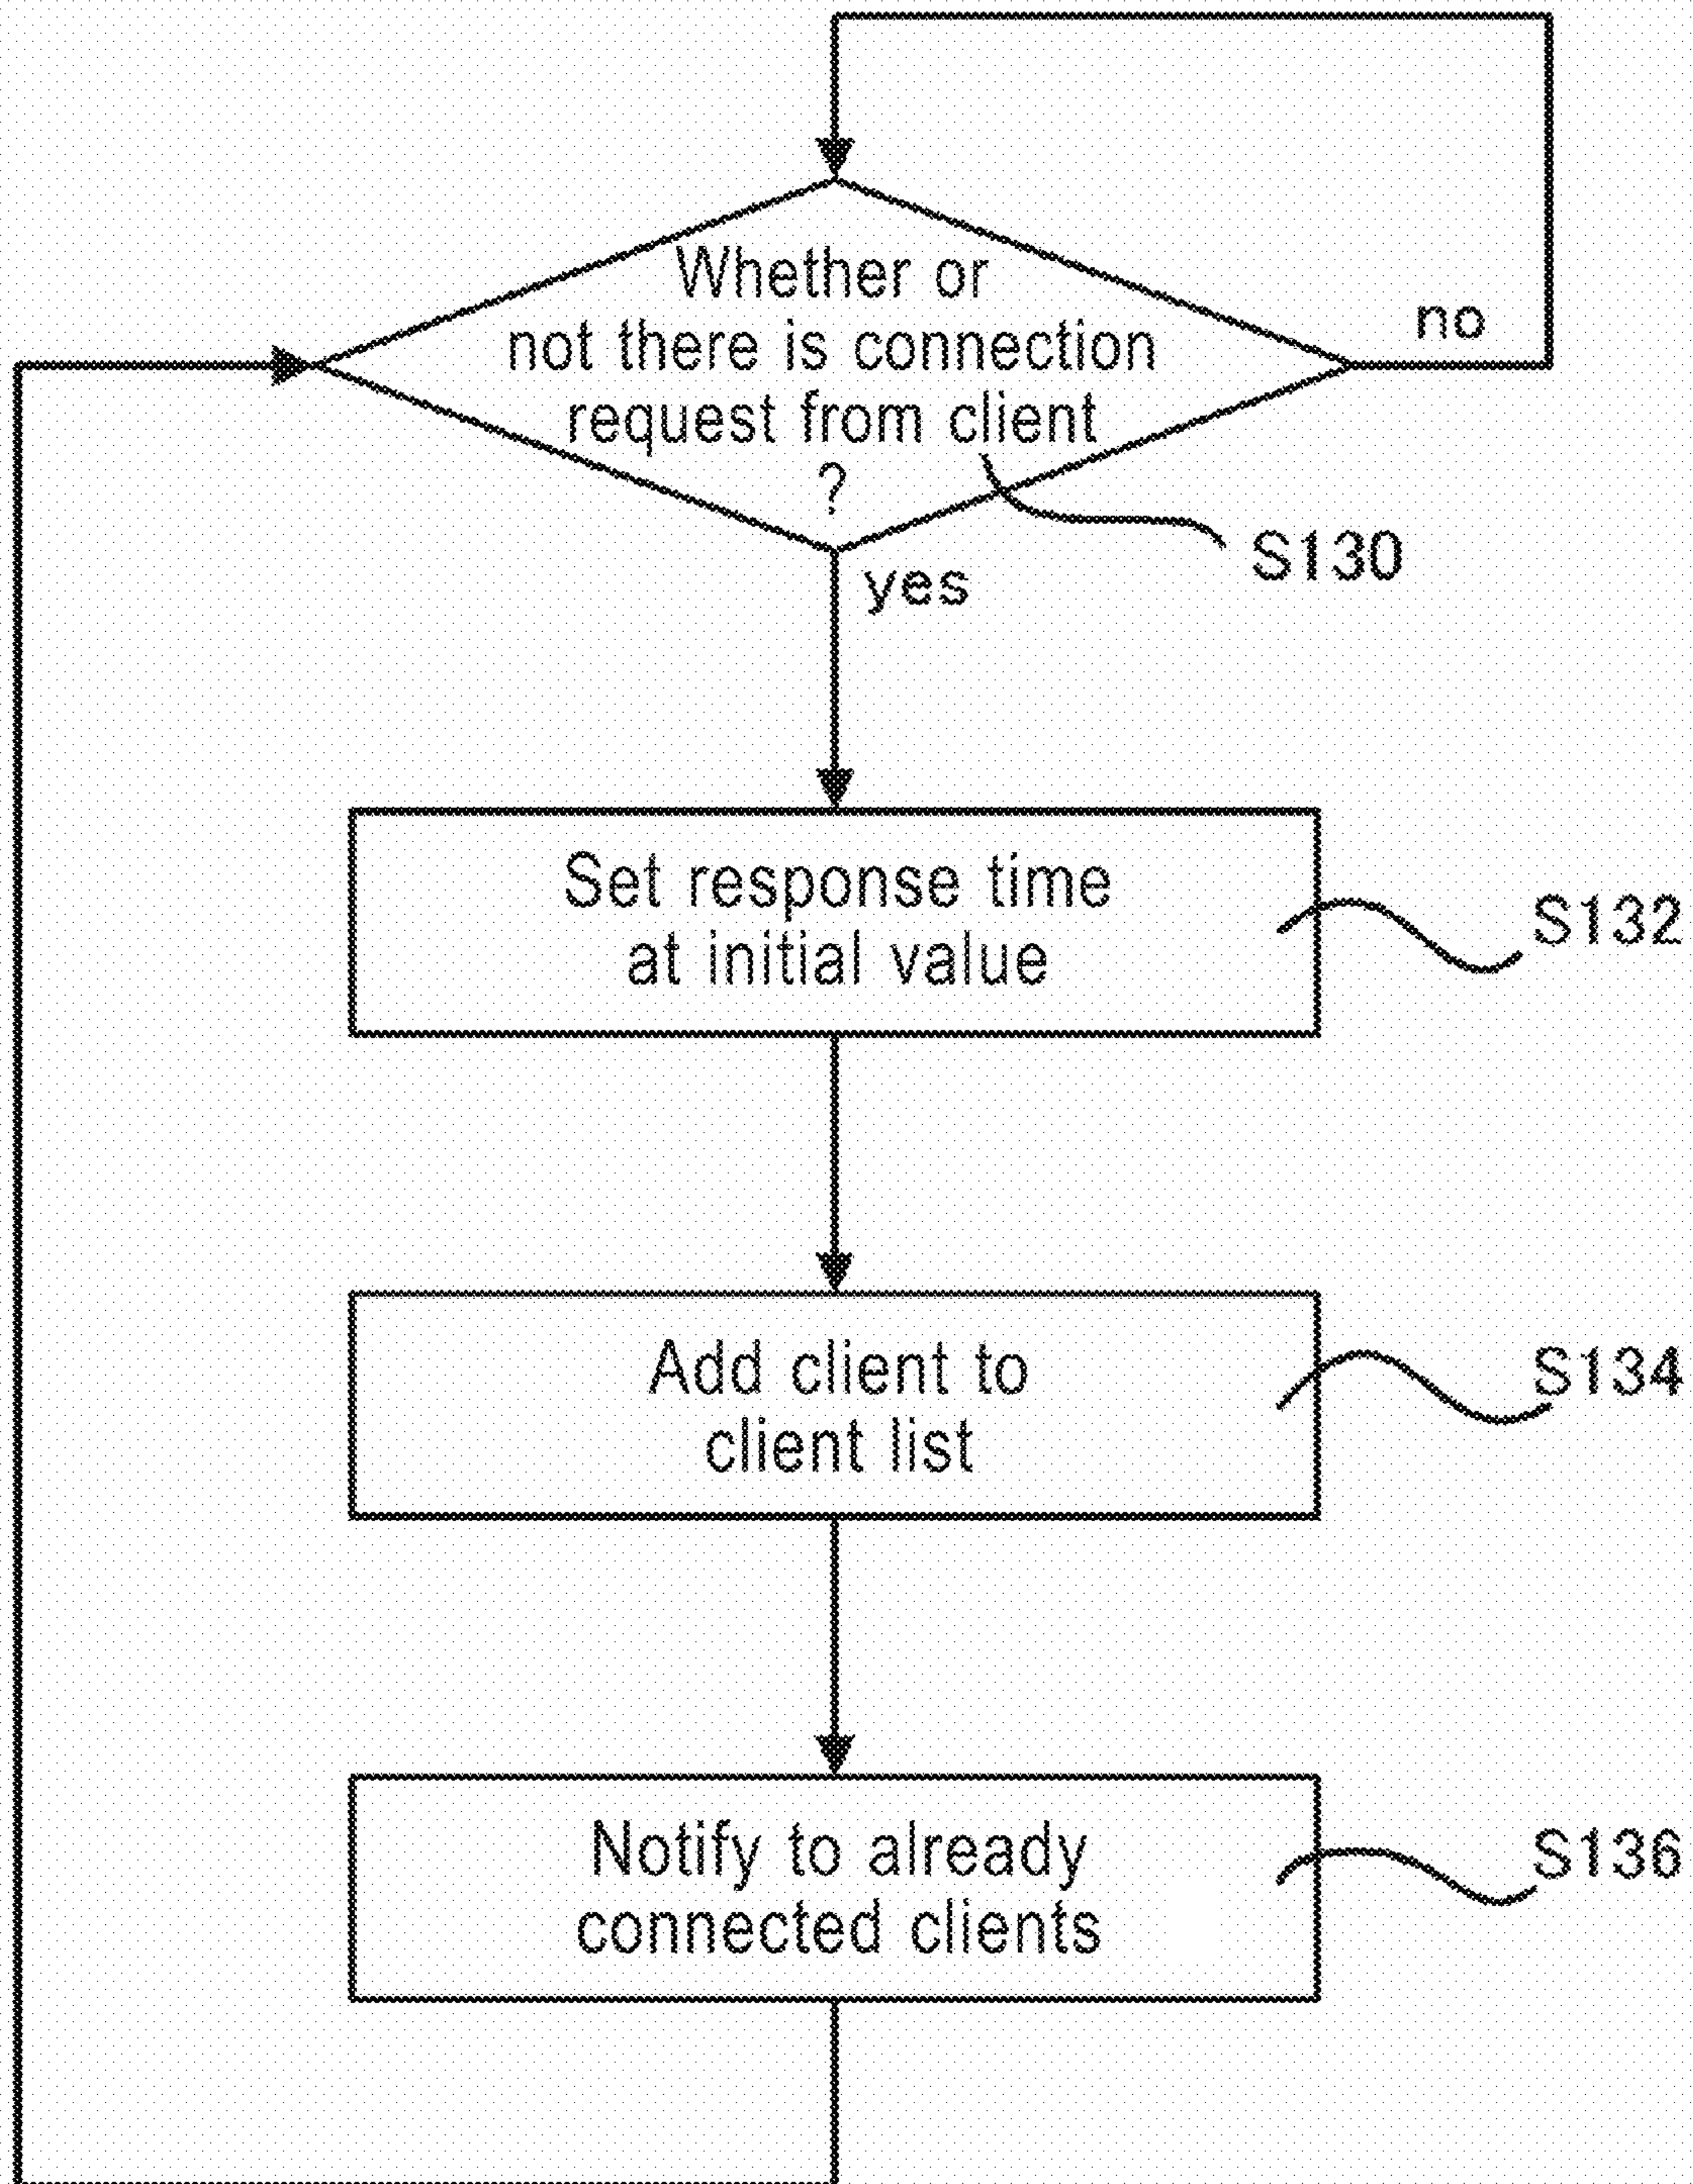 Whether or
not there is connection
no
request from client
?
S130
yes
Set response time
at initial value
S132
Add client to
client list
S134
Notify to already
connected clients
S136